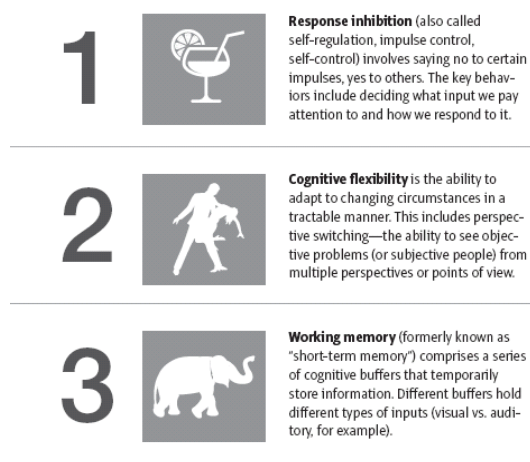 1
Response inhibition (also called
self-regulation, impulse control,
self-control) involves saying no to certain
impulses, yes to others. The key behav-
iors include deciding what input we pay
attention to and how we respond to it.
2
Cognitive flexibility is the ability to
adapt to changing circumstances in a
tractable manner. This includes perspec-
tive switching—the ability to see objec-
tive problems (or subjective people) from
multiple perspectives or points of view.
3
Working memory (formerly known as
"short-term memory") comprises a series
of cognitive buffers that temporarily
store information. Different buffers hold
different types of inputs (visual vs. audi-
tory, for example).